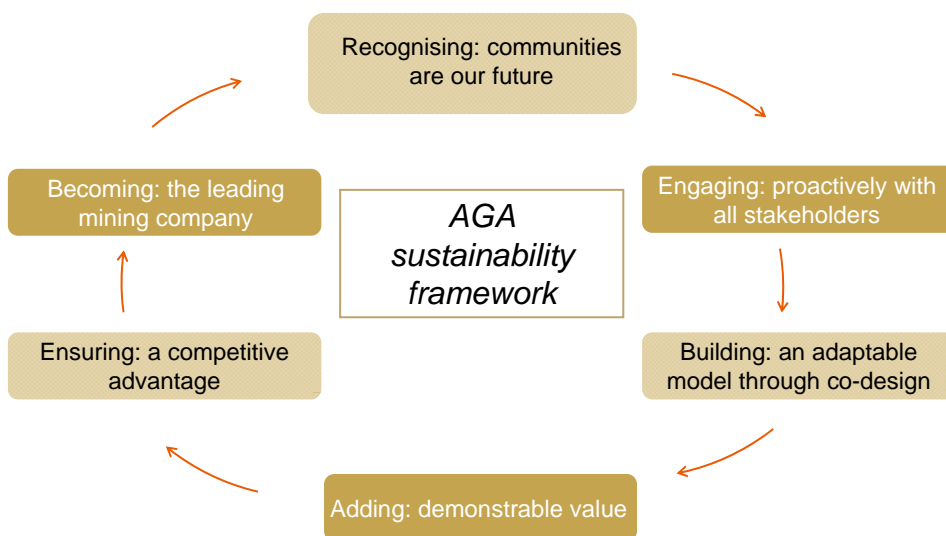 Recognising: communities
are our future
Engaging: proactively with
all stakeholders
Building: an adaptable
model through co-design
Adding: demonstrable value
Ensuring: a competitive
advantage
Becoming: the leading
mining company
AGA
sustainability
framework